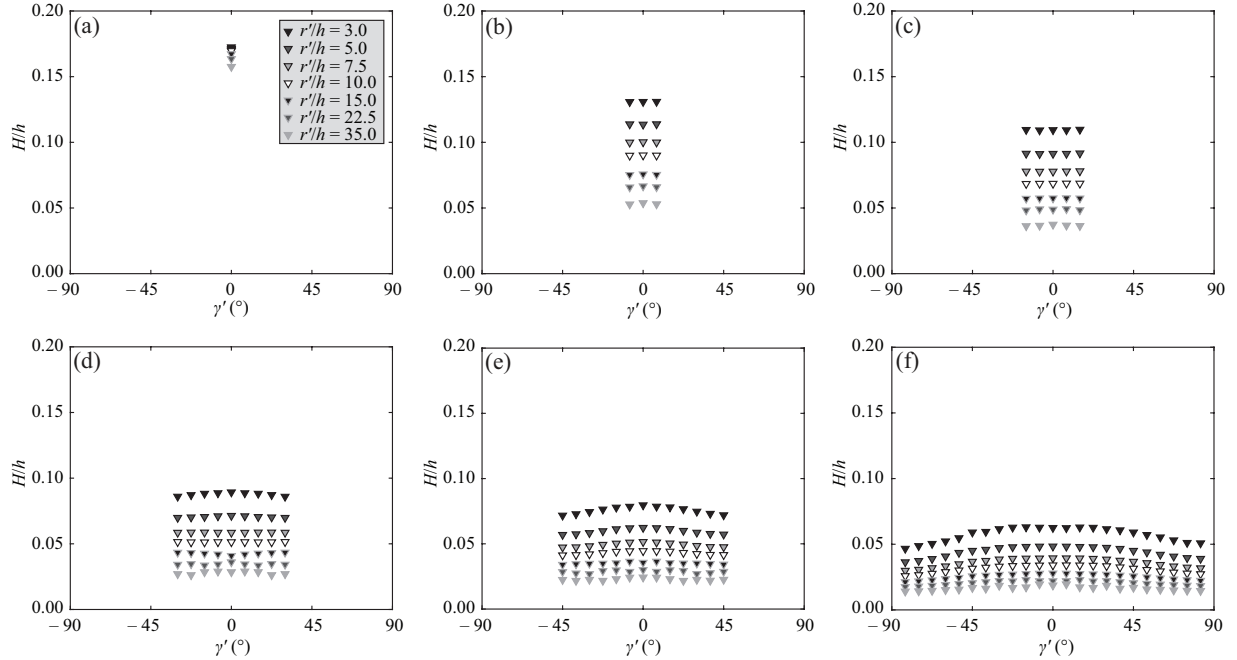 (a)
r′/h = 3.0
r′/h = 5.0
r′/h = 7.5
r′/h = 10.0
r′/h = 15.0
r′/h = 22.5
r′/h = 35.0
0.20
0.15
0.10
0.05
0.00
H/h
−90
−45
0
45
90
γ′ (°)
(b)
0.20
0.15
0.10
0.05
0.00
H/h
−90
−45
0
45
90
γ′ (°)
(c)
0.20
0.15
0.10
0.05
0.00
H/h
−90
−45
0
45
90
γ′ (°)
(d)
0.20
0.15
0.10
0.05
0.00
H/h
−90
−45
0
45
90
γ′ (°)
(e)
0.20
0.15
0.10
0.05
0.00
H/h
−90
−45
0
45
90
γ′ (°)
(f)
0.20
0.15
0.10
0.05
0.00
H/h
−90
−45
0
45
90
γ′ (°)